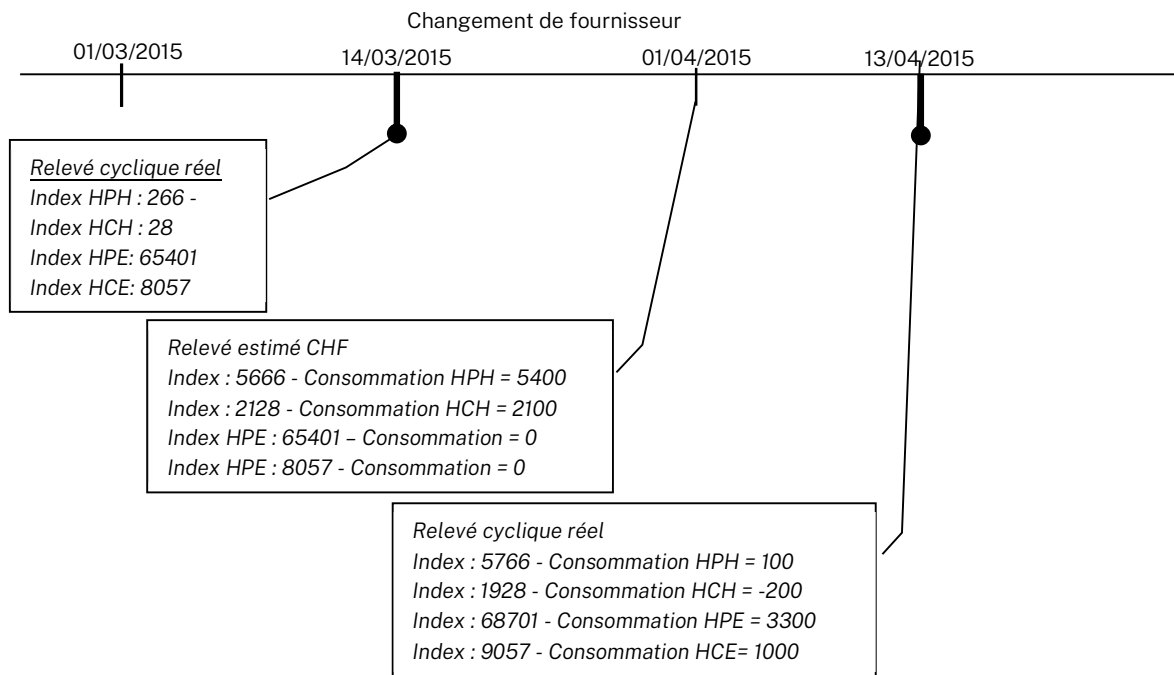 Changement de fournisseur
01/03/2015
14/03/2015
01/04/2015
13/04/2015
Relevé cyclique réel
Index HPH : 266 -
Index HCH : 28
Index HPE: 65401
Index HCE: 8057
Relevé estimé CHF
Index : 5666 - Consommation HPH = 5400
Index : 2128 - Consommation HCH = 2100
Index HPE : 65401 – Consommation = 0
Index HPE : 8057 - Consommation = 0
Relevé cyclique réel
Index : 5766 - Consommation HPH = 100
Index : 1928 - Consommation HCH = -200
Index : 68701 - Consommation HPE = 3300
Index : 9057 - Consommation HCE= 1000